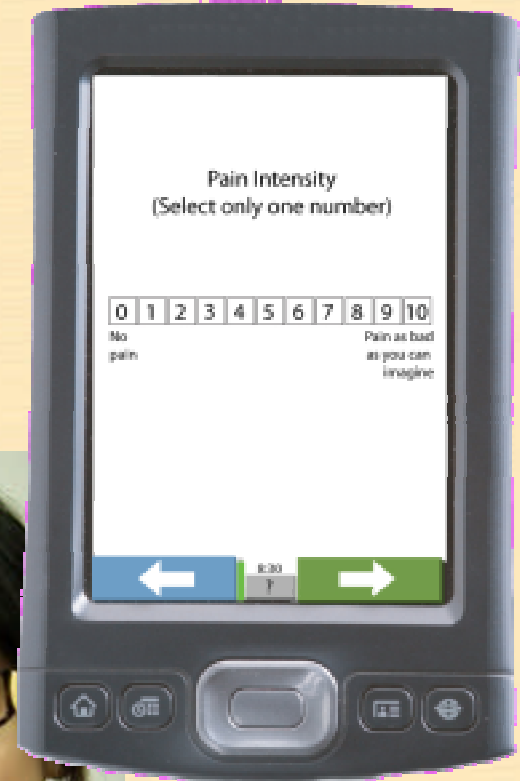 Pain Intensity
(Select only one number)
0 1 2 3 4 5 6 7 8 9 10
No
pain
Pain as bad
as you can
imagine
8:30
?